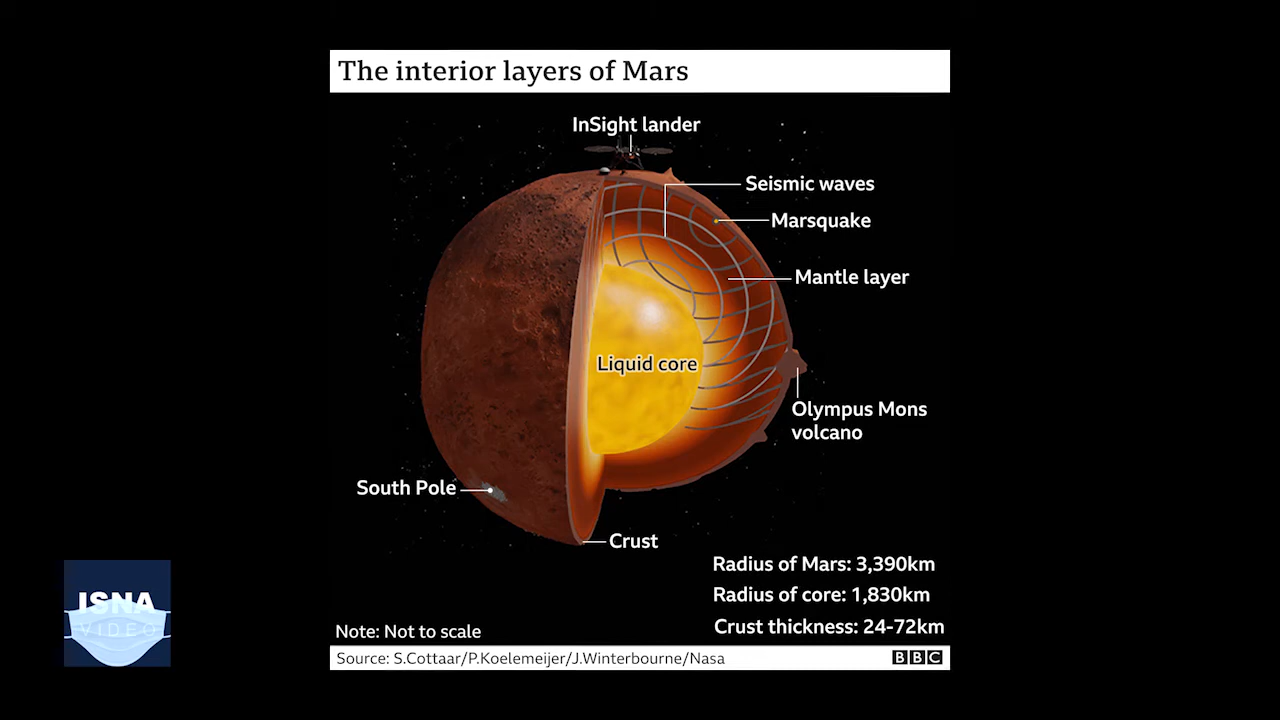 The interior layers of Mars
InSight lander
Seismic waves
Marsquake
Mantle layer
Liquid core
Olympus Mons
volcano
South Pole
Crust
Radius of Mars: 3,390km
Radius of core: 1,830km
Crust thickness: 24-72km
Note: Not to scale
Source: S.Cottaar/P.Koelemeijer/J.Winterbourne/Nasa
BBC
ISNA
VIDEO